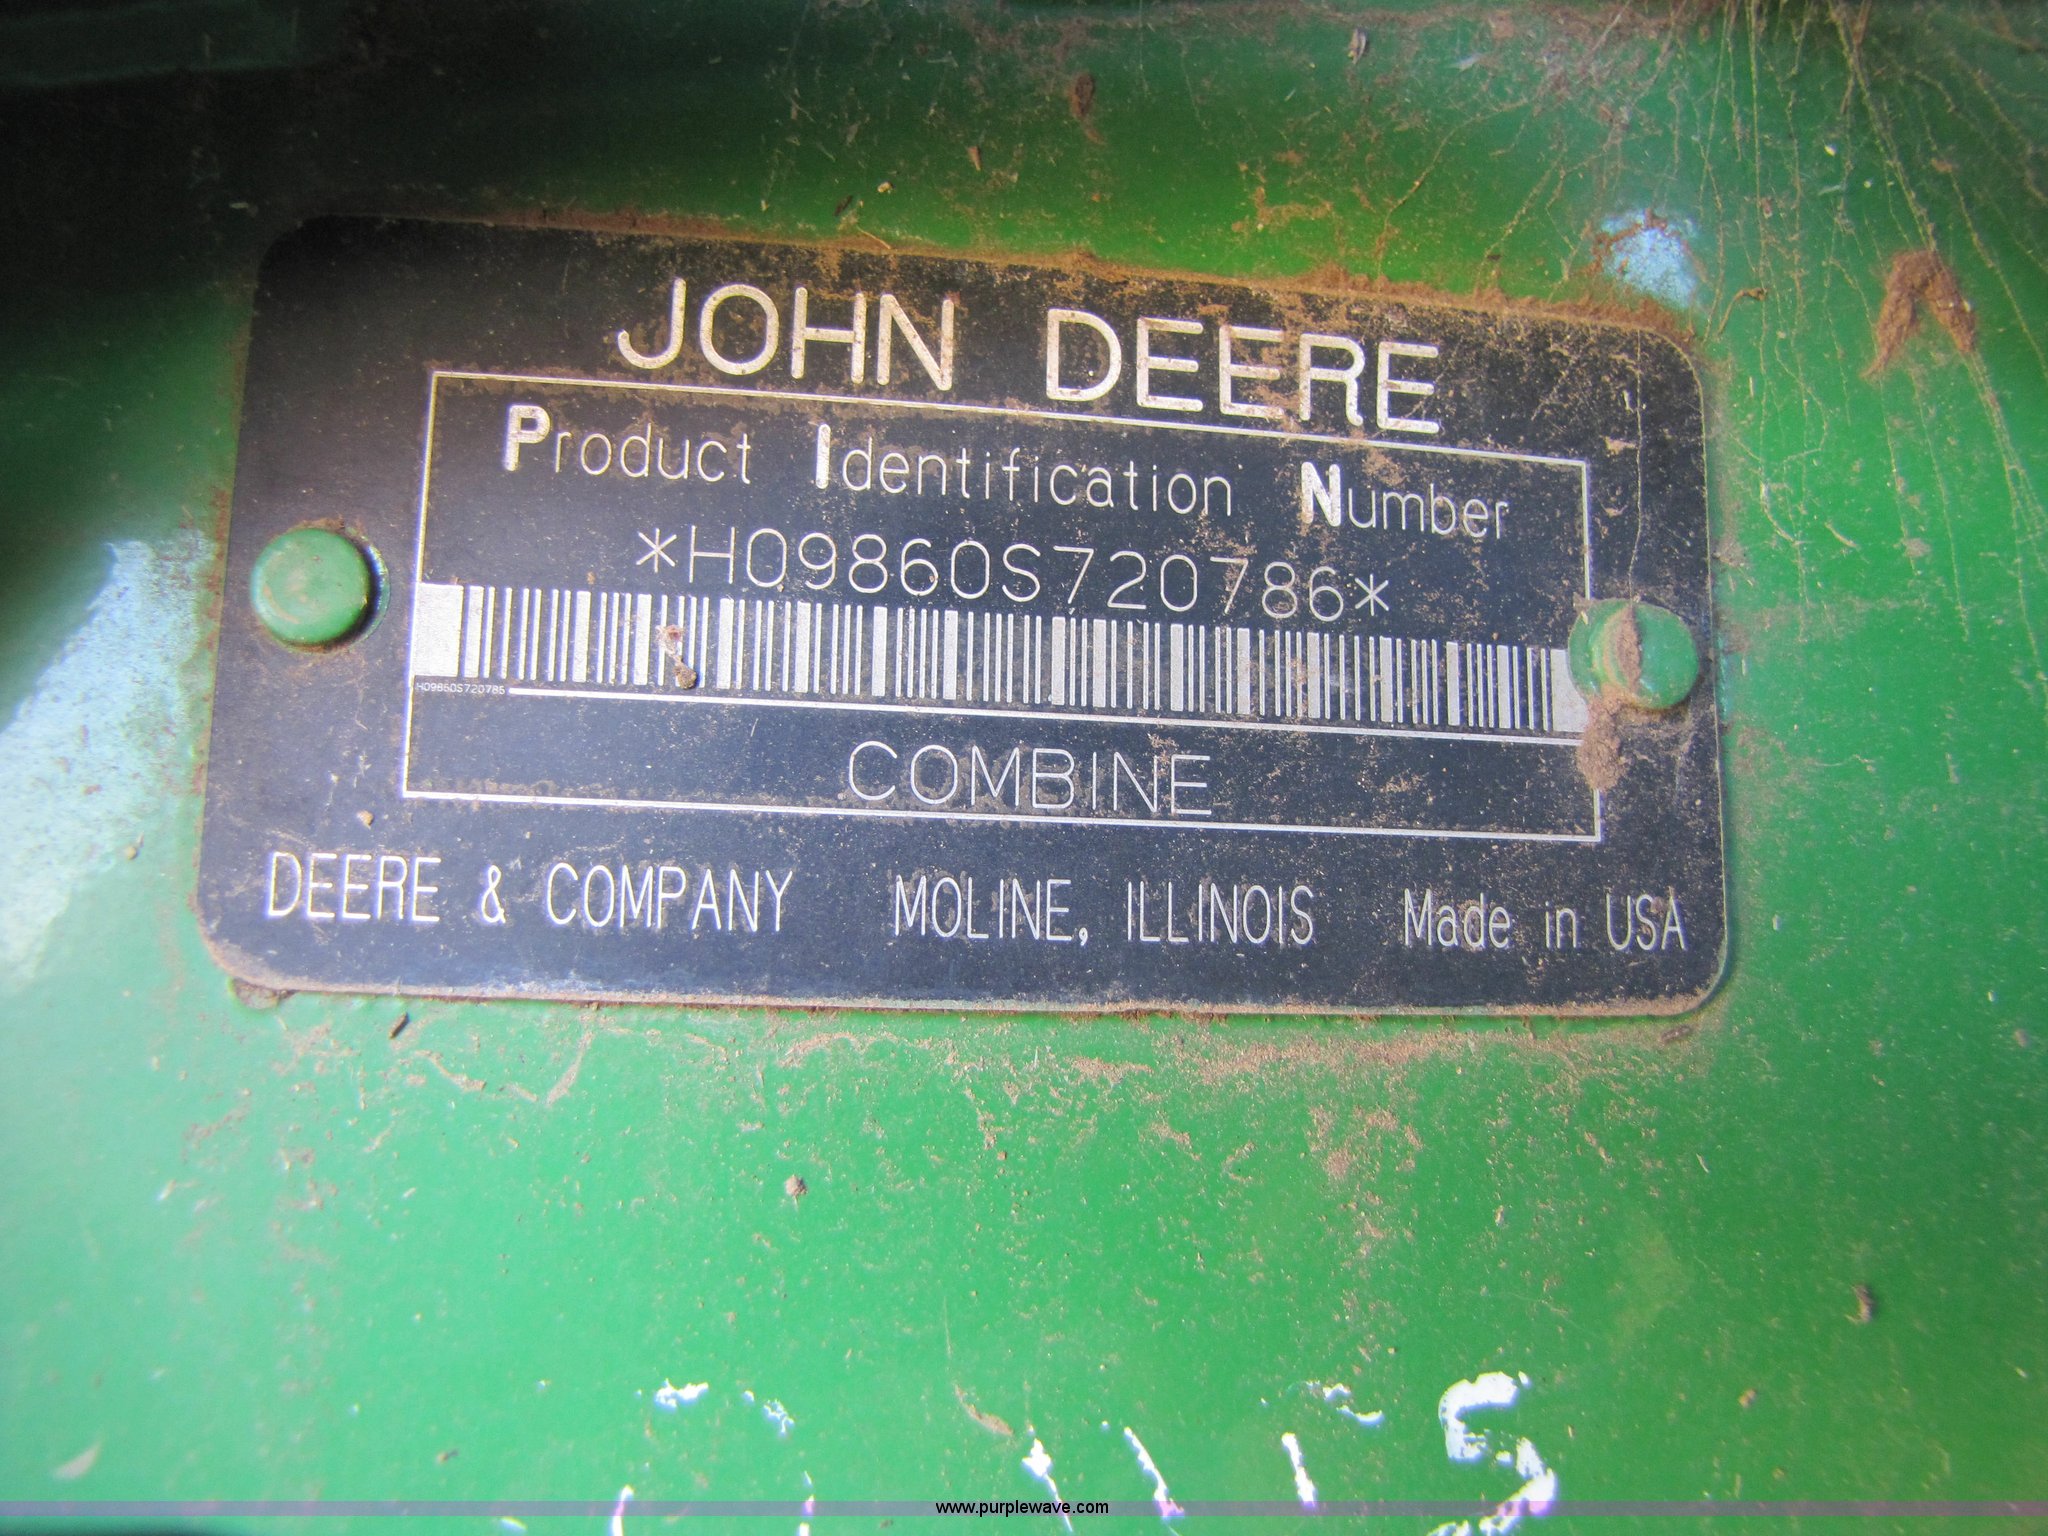 JOHN DEERE
Product Identification Number
*H09860S720786*
H09860S720786
COMBINE
DEERE & COMPANY MOLINE, ILLINOIS Made in USA
www.purplewave.com